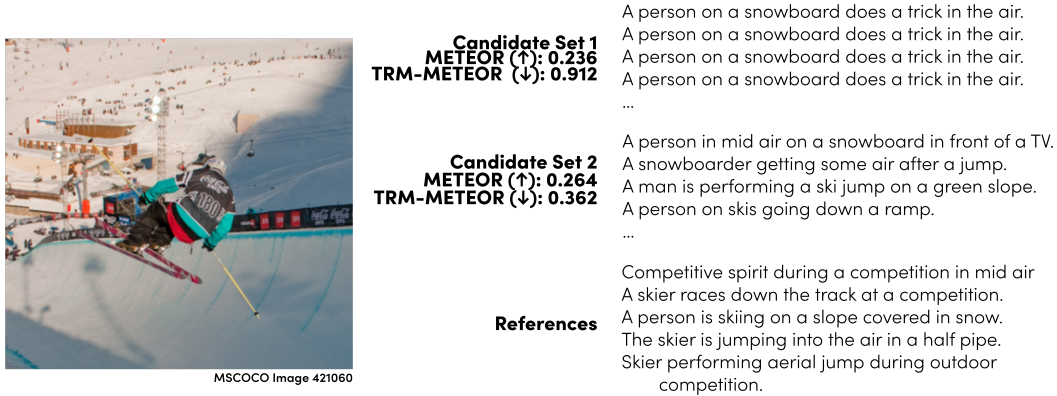 Candidate Set 1
METEOR (↑): 0.236
TRM-METEOR (↓): 0.912
A person on a snowboard does a trick in the air.
A person on a snowboard does a trick in the air.
A person on a snowboard does a trick in the air.
A person on a snowboard does a trick in the air.
...
Candidate Set 2
METEOR (↑): 0.264
TRM-METEOR (↓): 0.362
A person in mid air on a snowboard in front of a TV.
A snowboarder getting some air after a jump.
A man is performing a ski jump on a green slope.
A person on skis going down a ramp.
...
References
Competitive spirit during a competition in mid air
A skier races down the track at a competition.
A person is skiing on a slope covered in snow.
The skier is jumping into the air in a half pipe.
Skier performing aerial jump during outdoor
competition.
Coca-Cola
Coca-Cola
MSCOCO Image 421060